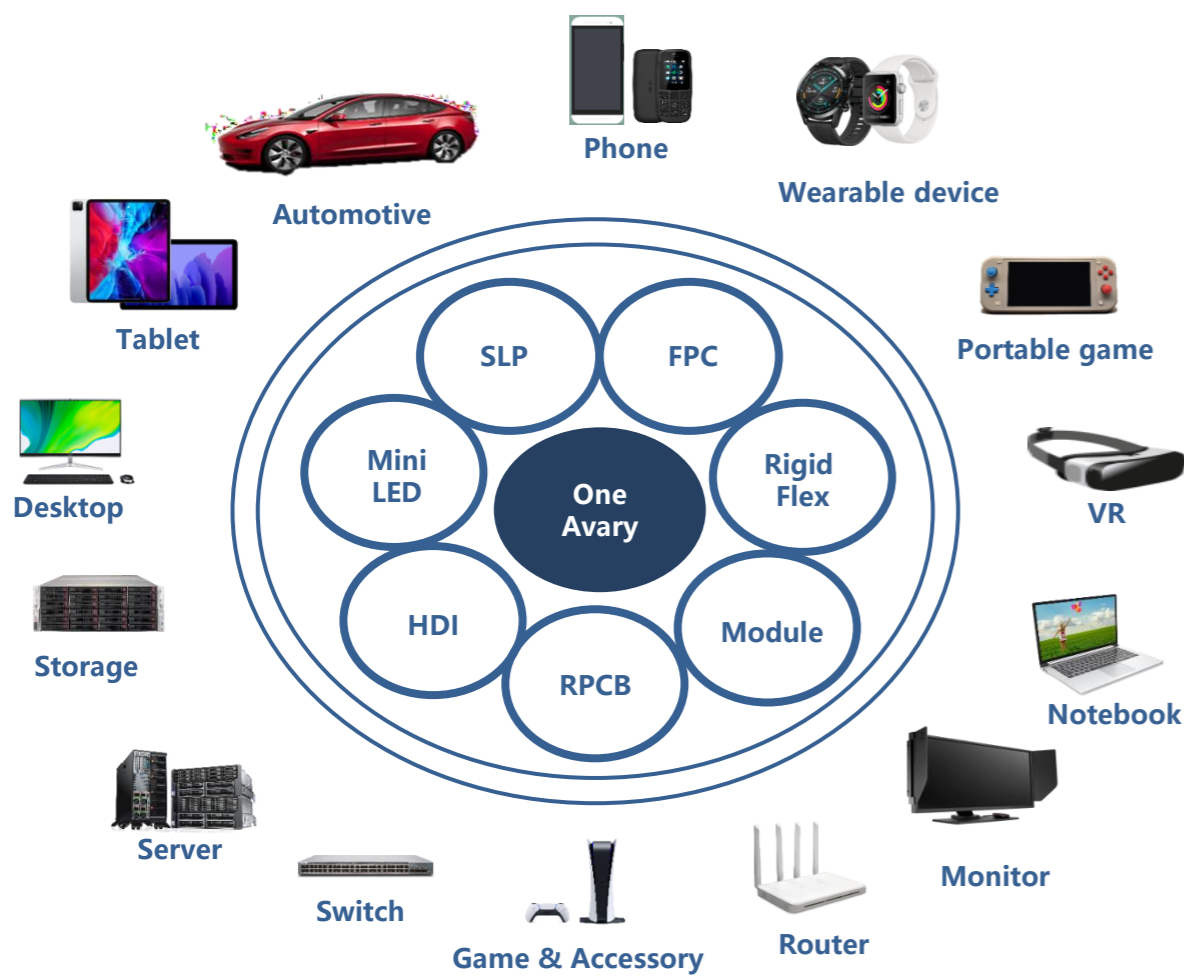 Phone
Wearable device
Automotive
Tablet
Portable game
SLP
FPC
Mini
LED
Rigid
Flex
One
Avary
Desktop
VR
HDI
Module
Storage
RPCB
Notebook
Server
Monitor
Switch
Router
Game & Accessory